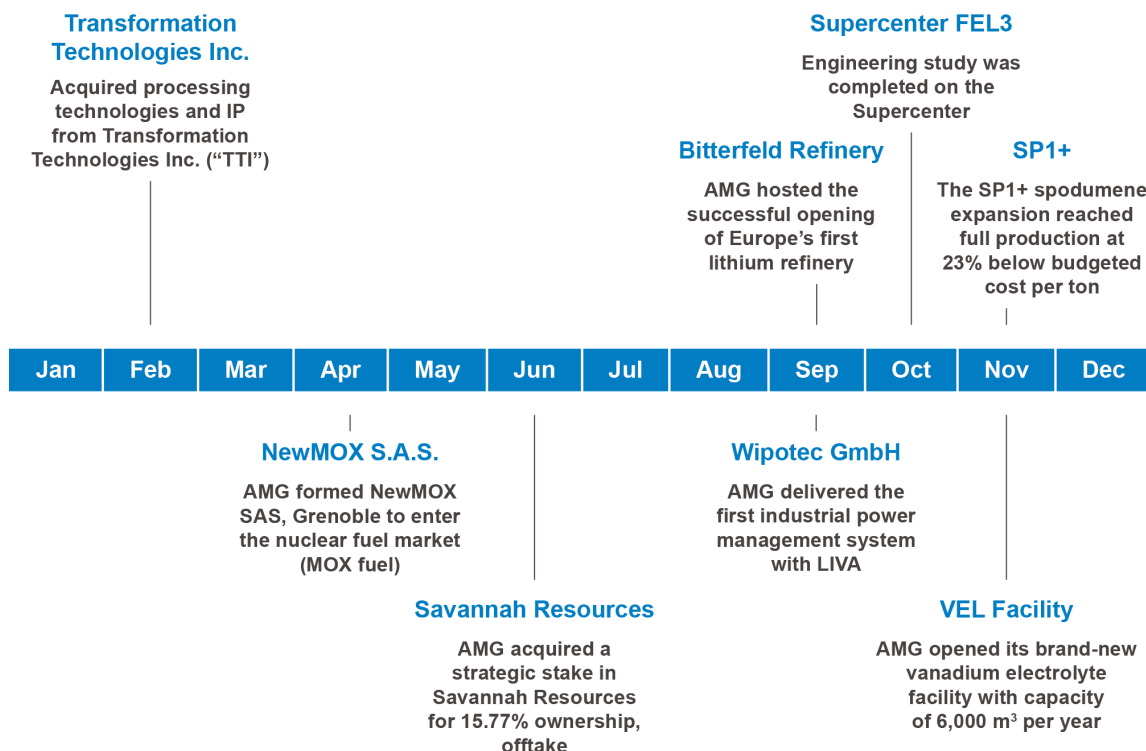 Transformation
Technologies Inc.
Acquired processing
technologies and IP
from Transformation
Technologies Inc. (“TTI”)
Supercenter FEL3
Engineering study was
completed on the
Supercenter
Bitterfeld Refinery
AMG hosted the
successful opening
of Europe’s first
lithium refinery
SP1+
The SP1+ spodumene
expansion reached
full production at
23% below budgeted
cost per ton
Jan Feb Mar Apr May Jun Jul Aug Sep Oct Nov Dec
NewMOX S.A.S.
AMG formed NewMOX
SAS, Grenoble to enter
the nuclear fuel market
(MOX fuel)
Savannah Resources
AMG acquired a
strategic stake in
Savannah Resources
for 15.77% ownership,
offtake
Wipotec GmbH
AMG delivered the
first industrial power
management system
with LIVA
VEL Facility
AMG opened its brand-new
vanadium electrolyte
facility with capacity
of 6,000 m³ per year